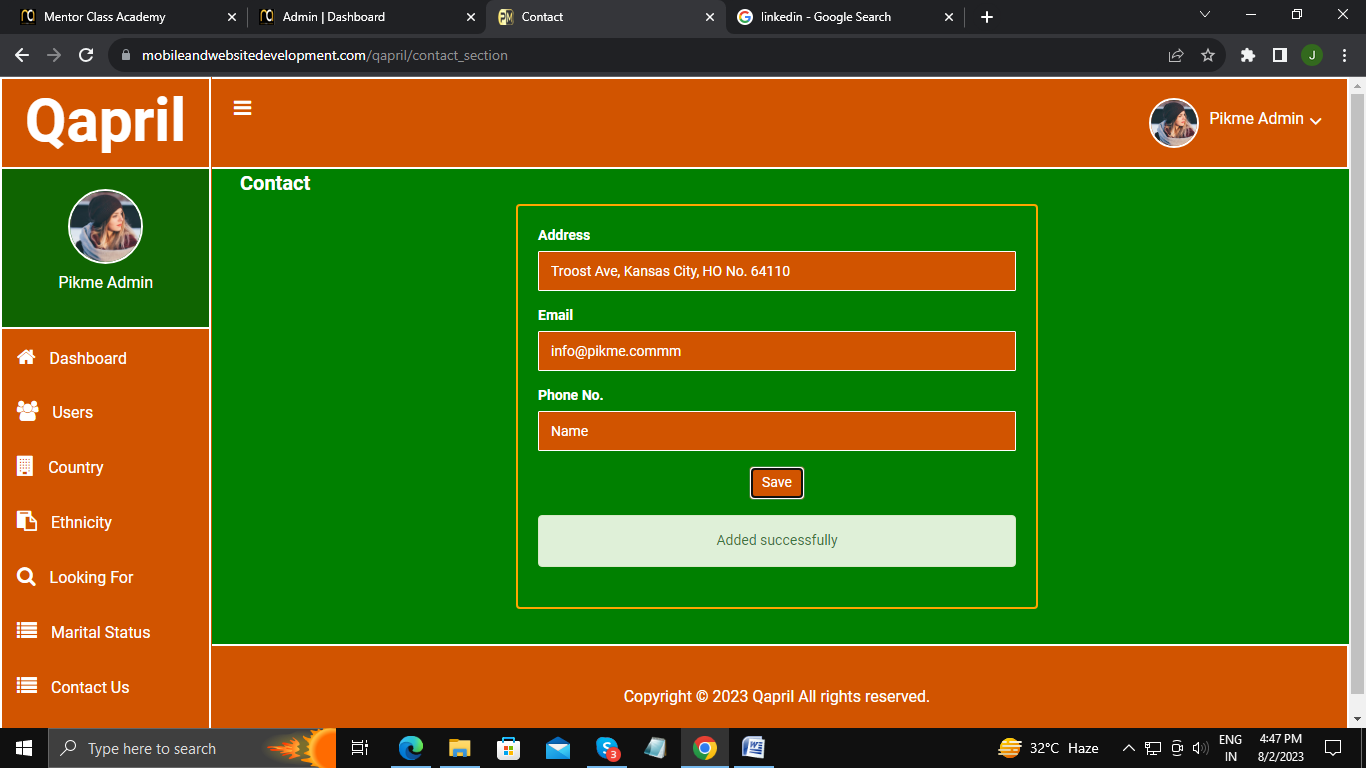 Mentor Class Academy
Admin | Dashboard
Contact
linkedin - Google Search
mobileandwebsitedevelopment.com/qapril/contact_section
J
Qapril
Pikme Admin
Pikme Admin
Dashboard
Users
Country
Ethnicity
Looking For
Marital Status
Contact Us
Contact
Address
Troost Ave, Kansas City, HO No. 64110
Email
info@pikme.commm
Phone No.
Name
Save
Added successfully
Copyright © 2023 Qapril All rights reserved.
Type here to search
3
32°C Haze
ENG
IN
4:47 PM
8/2/2023